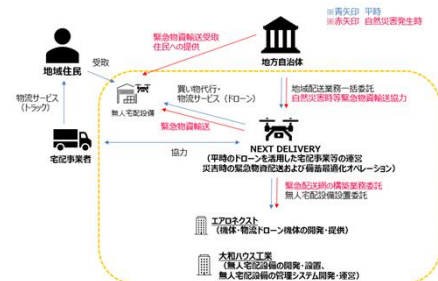 ※青矢印 平時
※赤矢印 自然災害発生時
緊急物資輸送受取
住民への提供
地域住民
受取
地方自治体
物流サービス
(トラック)
無人宅配設備
買い物代行・
物流サービス（ドローン）
地域配送業務一括委託
自然災害時等緊急物資輸送協力
緊急物資輸送
宅配事業者
協力
NEXT DELIVERY
(平時のドローンを活用した宅配事業等の運営
災害時の緊急物資配送および備蓄最適化オペレーション)
緊急配送網の構築業務委託
無人宅配設備設置委託
エアロネクスト
(機体・物流ドローン機体の開発・提供)
大和ハウス工業
(無人宅配設備の開発・設置、
無人宅配設備の管理システム開発・運営)